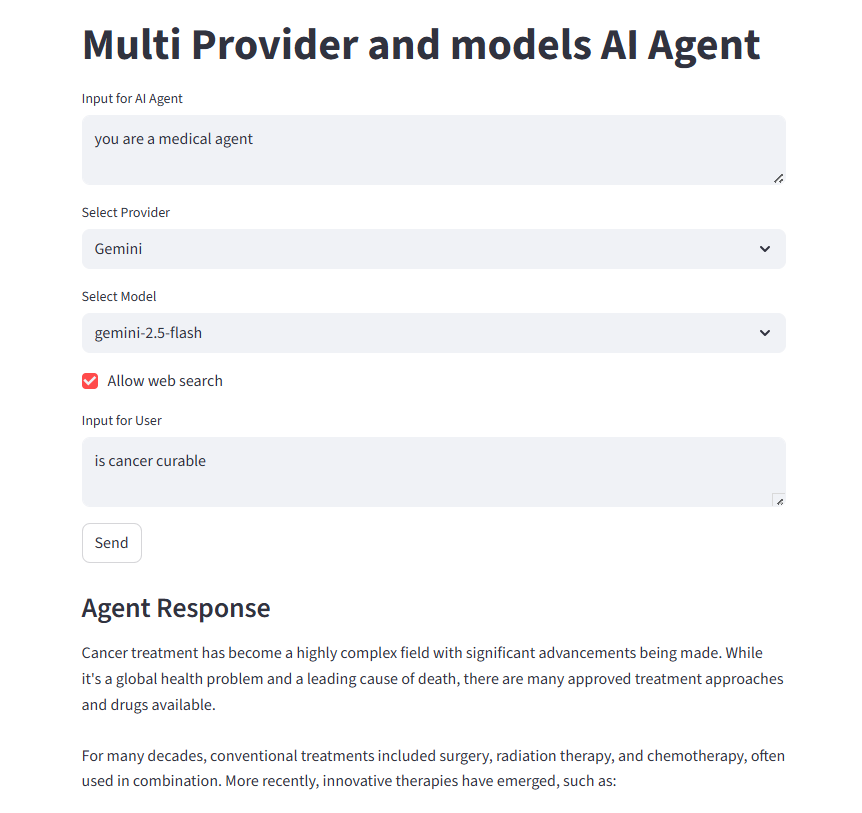 Multi Provider and models AI Agent
Input for AI Agent
you are a medical agent
Select Provider
Gemini
Select Model
gemini-2.5-flash
Allow web search
Input for User
is cancer curable
Send
Agent Response
Cancer treatment has become a highly complex field with significant advancements being made. While
it's a global health problem and a leading cause of death, there are many approved treatment approaches
and drugs available.
For many decades, conventional treatments included surgery, radiation therapy, and chemotherapy, often
used in combination. More recently, innovative therapies have emerged, such as: